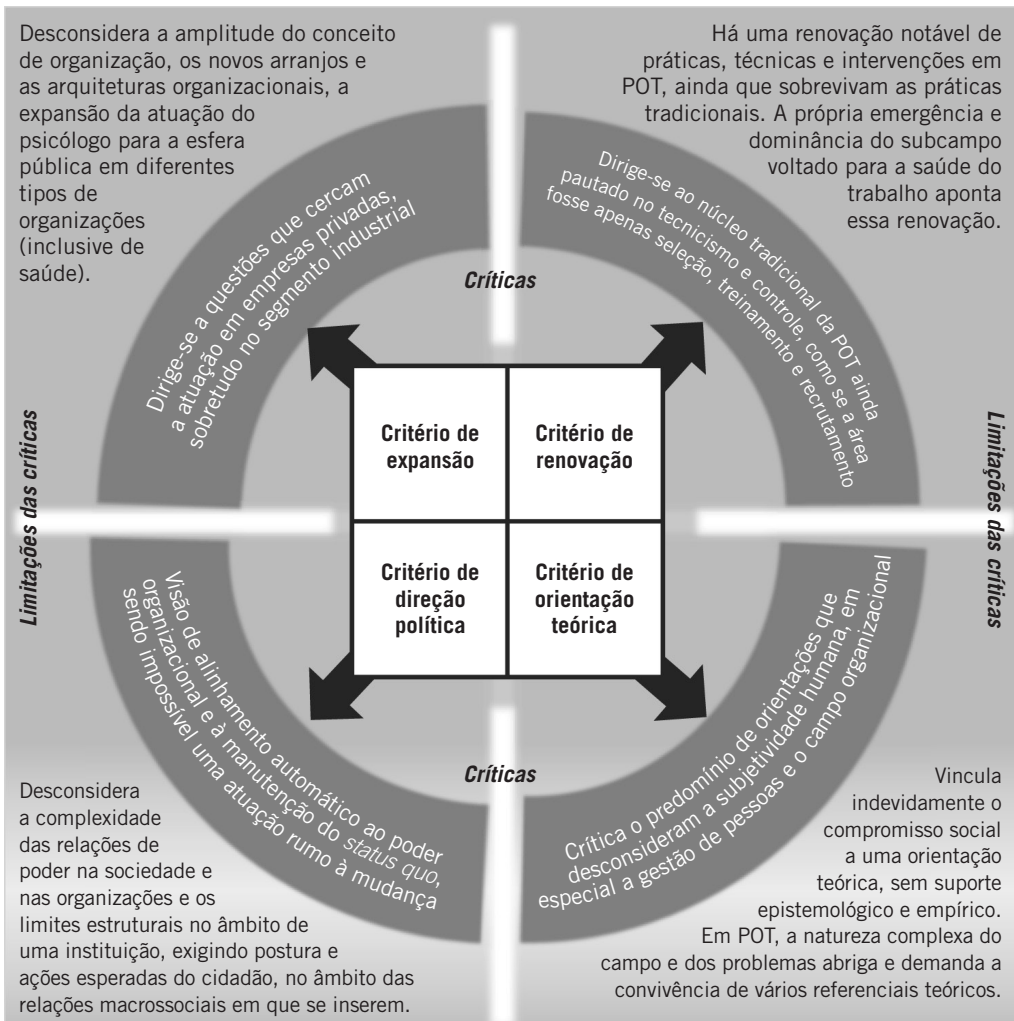 Desconsidera a amplitude do conceito
de organização, os novos arranjos e
as arquiteturas organizacionais, a
expansão da atuação do
psicólogo para a esfera
pública em diferentes
tipos de
organizações
(inclusive de
saúde).
Há uma renovação notável de
práticas, técnicas e intervenções em
POT, ainda que sobrevivam as práticas
tradicionais. A própria emergência e
dominância do subcampo
voltado para a saúde do
trabalho aponta
essa renovação.
Dirige-se a questões que cercam
a atuação em empresas privadas,
sobretudo no segmento industrial
Dirige-se ao núcleo tradicional da POT ainda
pautado no tecnicismo e controle, como se a área
fosse apenas seleção, treinamento e recrutamento
Críticas
Limitações das críticas
Critério de
expansão
Critério de
renovação
Critério de
direção
política
Critério de
orientação
teórica
Limitações das críticas
Críticas
Visão de alinhamento automático ao poder
organizacional e à manutenção do status quo,
sendo impossível uma atuação rumo à mudança
Crítica o predomínio de orientações que
desconsideram a subjetividade humana, em
especial a gestão de pessoas e o campo organizacional
Desconsidera
a complexidade
das relações de
poder na sociedade e
nas organizações e os
limites estruturais no âmbito de
uma instituição, exigindo postura e
ações esperadas do cidadão, no âmbito das
relações macrossociais em que se inserem.
Vincula
indevidamente o
compromisso social
a uma orientação
teórica, sem suporte
epistemológico e empírico.
Em POT, a natureza complexa do
campo e dos problemas abriga e demanda a
convivência de vários referenciais teóricos.